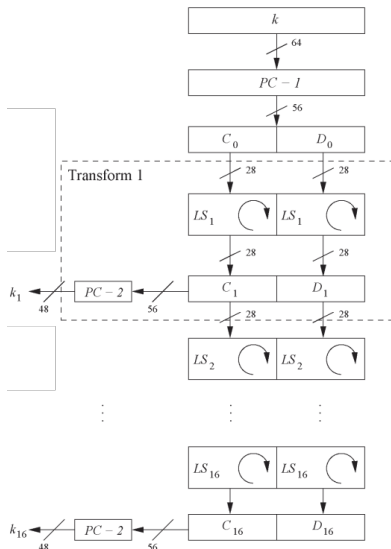 k
64
PC – 1
56
C0 D0
28 28
Transform 1
LS1 LS1
28 28
k1 48 PC – 2 56 C1 D1
28 28
LS2 LS2
LS16 LS16
k16 48 PC – 2 56 C16 D16